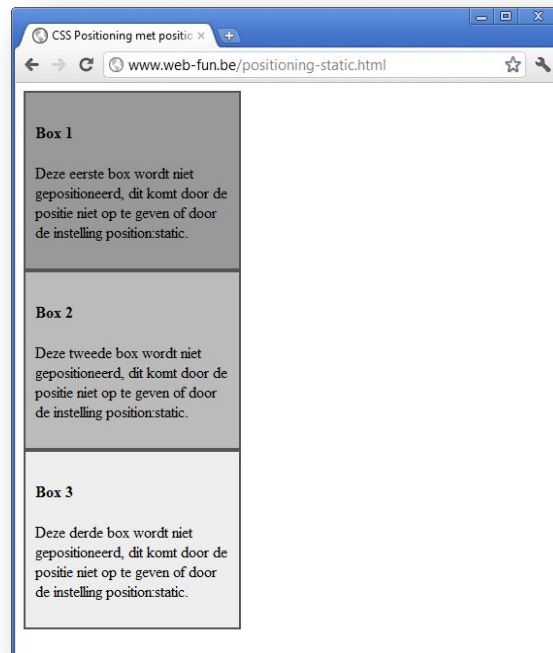 CSS Positioning met positio
www.web-fun.be/positioning-static.html
Box 1
Deze eerste box wordt niet
gepositioneerd, dit komt door de
positie niet op te geven of door
de instelling position:static.
Box 2
Deze tweede box wordt niet
gepositioneerd, dit komt door de
positie niet op te geven of door
de instelling position:static.
Box 3
Deze derde box wordt niet
gepositioneerd, dit komt door de
positie niet op te geven of door
de instelling position:static.